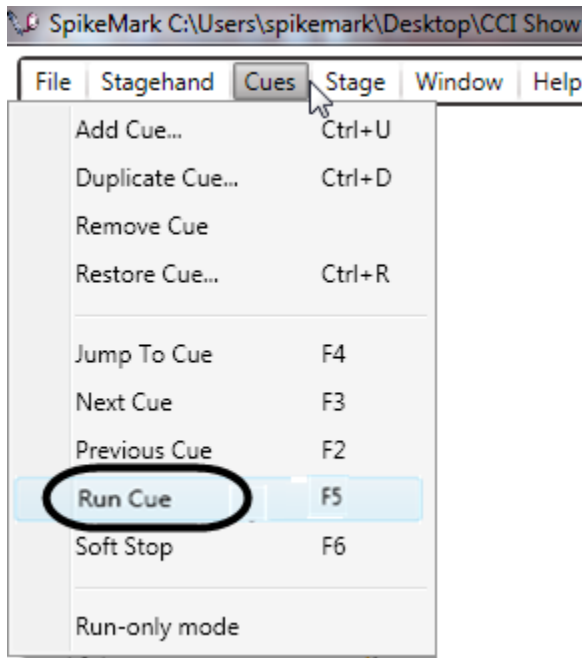 SpikeMark C:\Users\spikemark\Desktop\CCI Show
File Stagehand Cues Stage Window Help
Add Cue... Ctrl+U
Duplicate Cue... Ctrl+D
Remove Cue
Restore Cue... Ctrl+R
Jump To Cue F4
Next Cue F3
Previous Cue F2
Run Cue F5
Soft Stop F6
Run-only mode